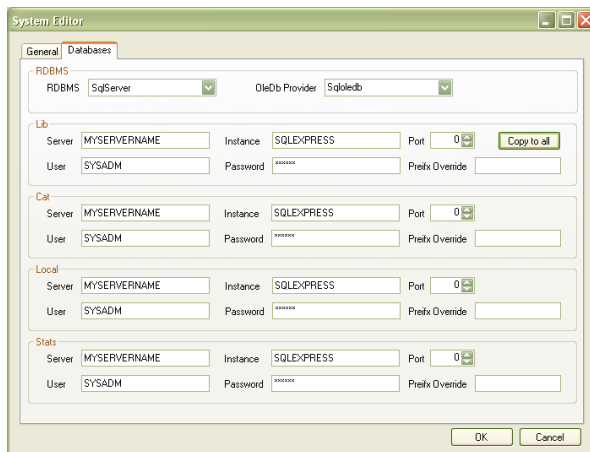 System Editor
General Databases
RDBMS
RDBMS SqlServer OleDb Provider Sqloledb
Lib
Server MYSERVERNAME Instance SQLEXPRESS Port 0 Copy to all
User SYSADM Password ****** Preifx Override
Cat
Server MYSERVERNAME Instance SQLEXPRESS Port 0
User SYSADM Password ****** Preifx Override
Local
Server MYSERVERNAME Instance SQLEXPRESS Port 0
User SYSADM Password ****** Preifx Override
Stats
Server MYSERVERNAME Instance SQLEXPRESS Port 0
User SYSADM Password ****** Preifx Override
OK Cancel